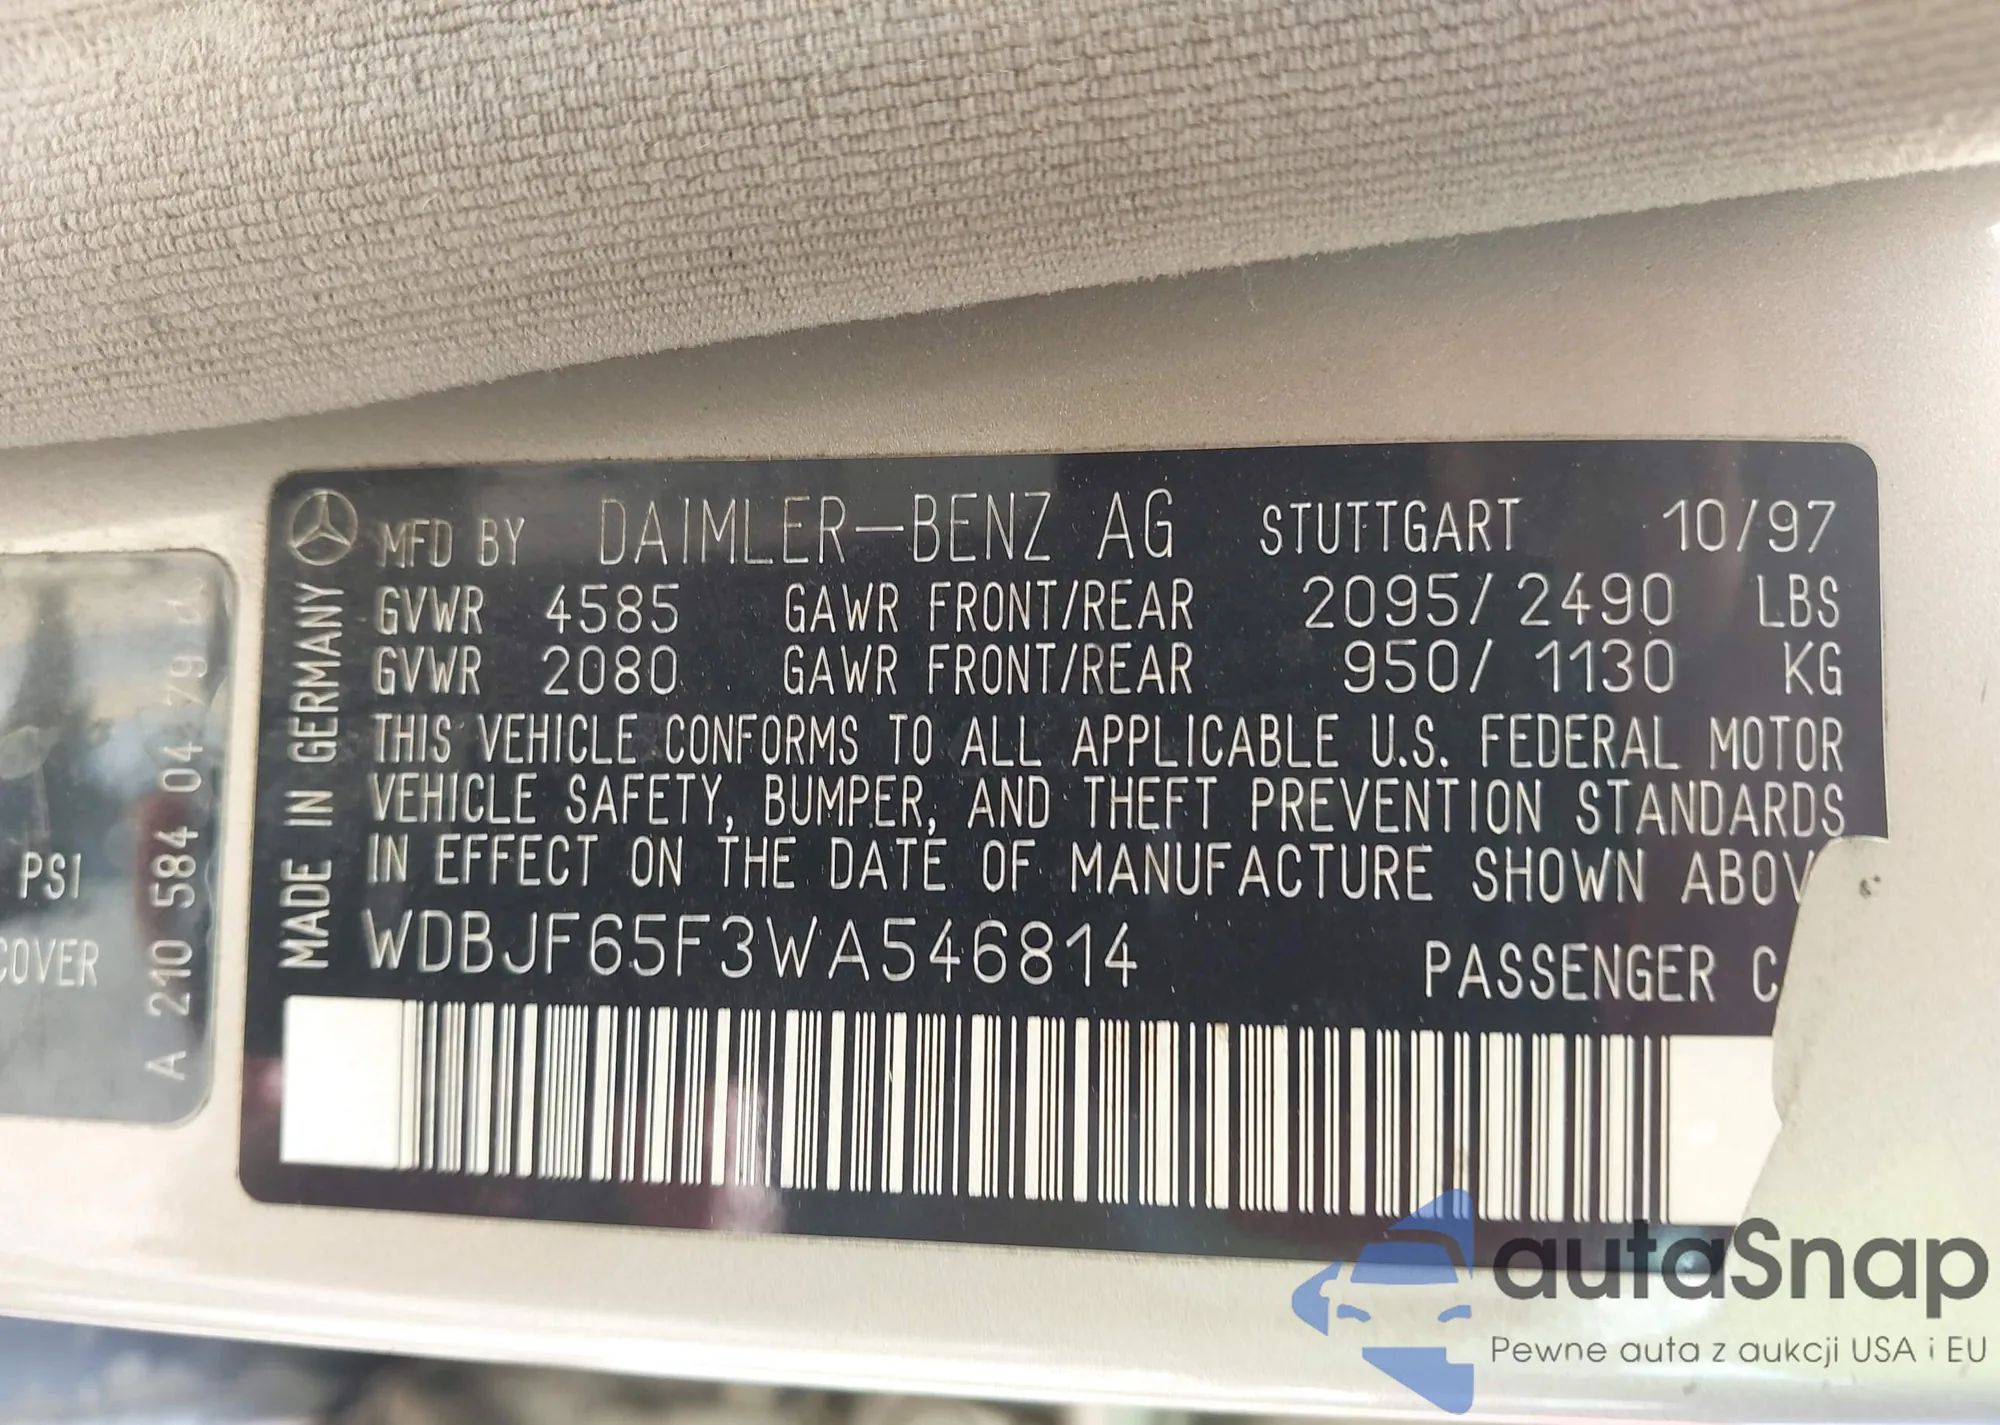 MFD BY DAIMLER-BENZ AG STUTTGART 10/97
GVWR 4585 GAWR FRONT/REAR 2095/2490 LBS
GVWR 2080 GAWR FRONT/REAR 950/1130 KG
THIS VEHICLE CONFORMS TO ALL APPLICABLE U.S. FEDERAL MOTOR
VEHICLE SAFETY, BUMPER, AND THEFT PREVENTION STANDARDS
IN EFFECT ON THE DATE OF MANUFACTURE SHOWN ABOV
WDBJF65F3WA546814 PASSENGER C
MADE IN GERMANY
PSI
COVER
A 210 584 04 79 d
autaSnap
Pewne auta z aukcji USA i EU